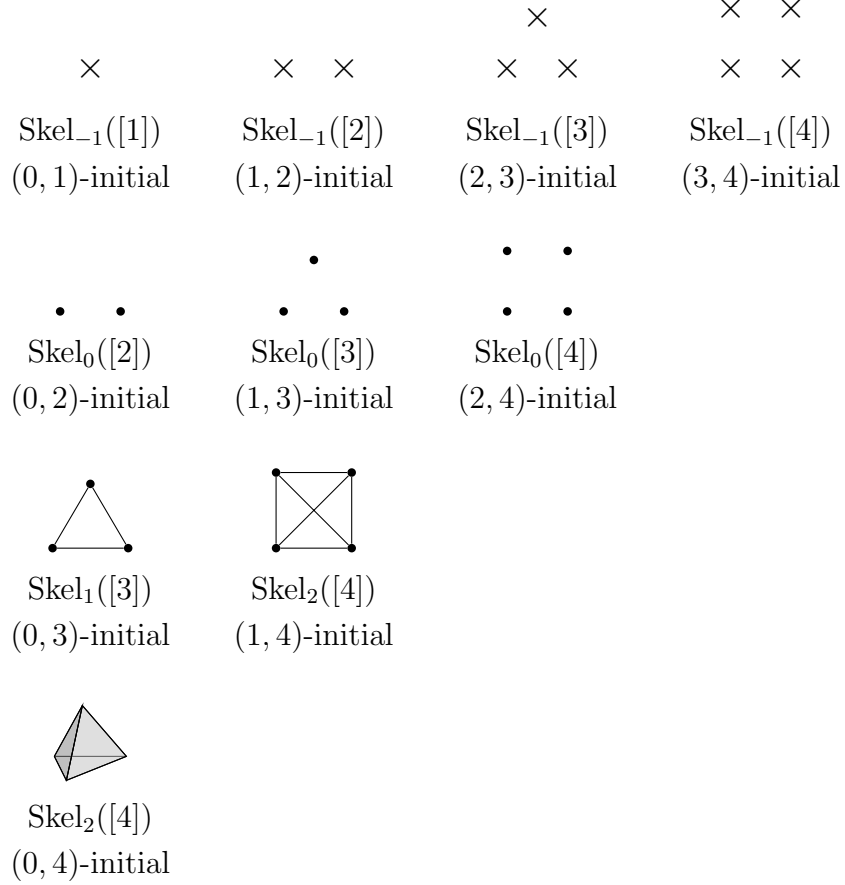 Skel₋₁([1]) Skel₋₁([2]) Skel₋₁([3]) Skel₋₁([4])
(0, 1)-initial (1, 2)-initial (2, 3)-initial (3, 4)-initial
Skel₀([2]) Skel₀([3]) Skel₀([4])
(0, 2)-initial (1, 3)-initial (2, 4)-initial
Skel₁([3]) Skel₂([4])
(0, 3)-initial (1, 4)-initial
Skel₂([4])
(0, 4)-initial